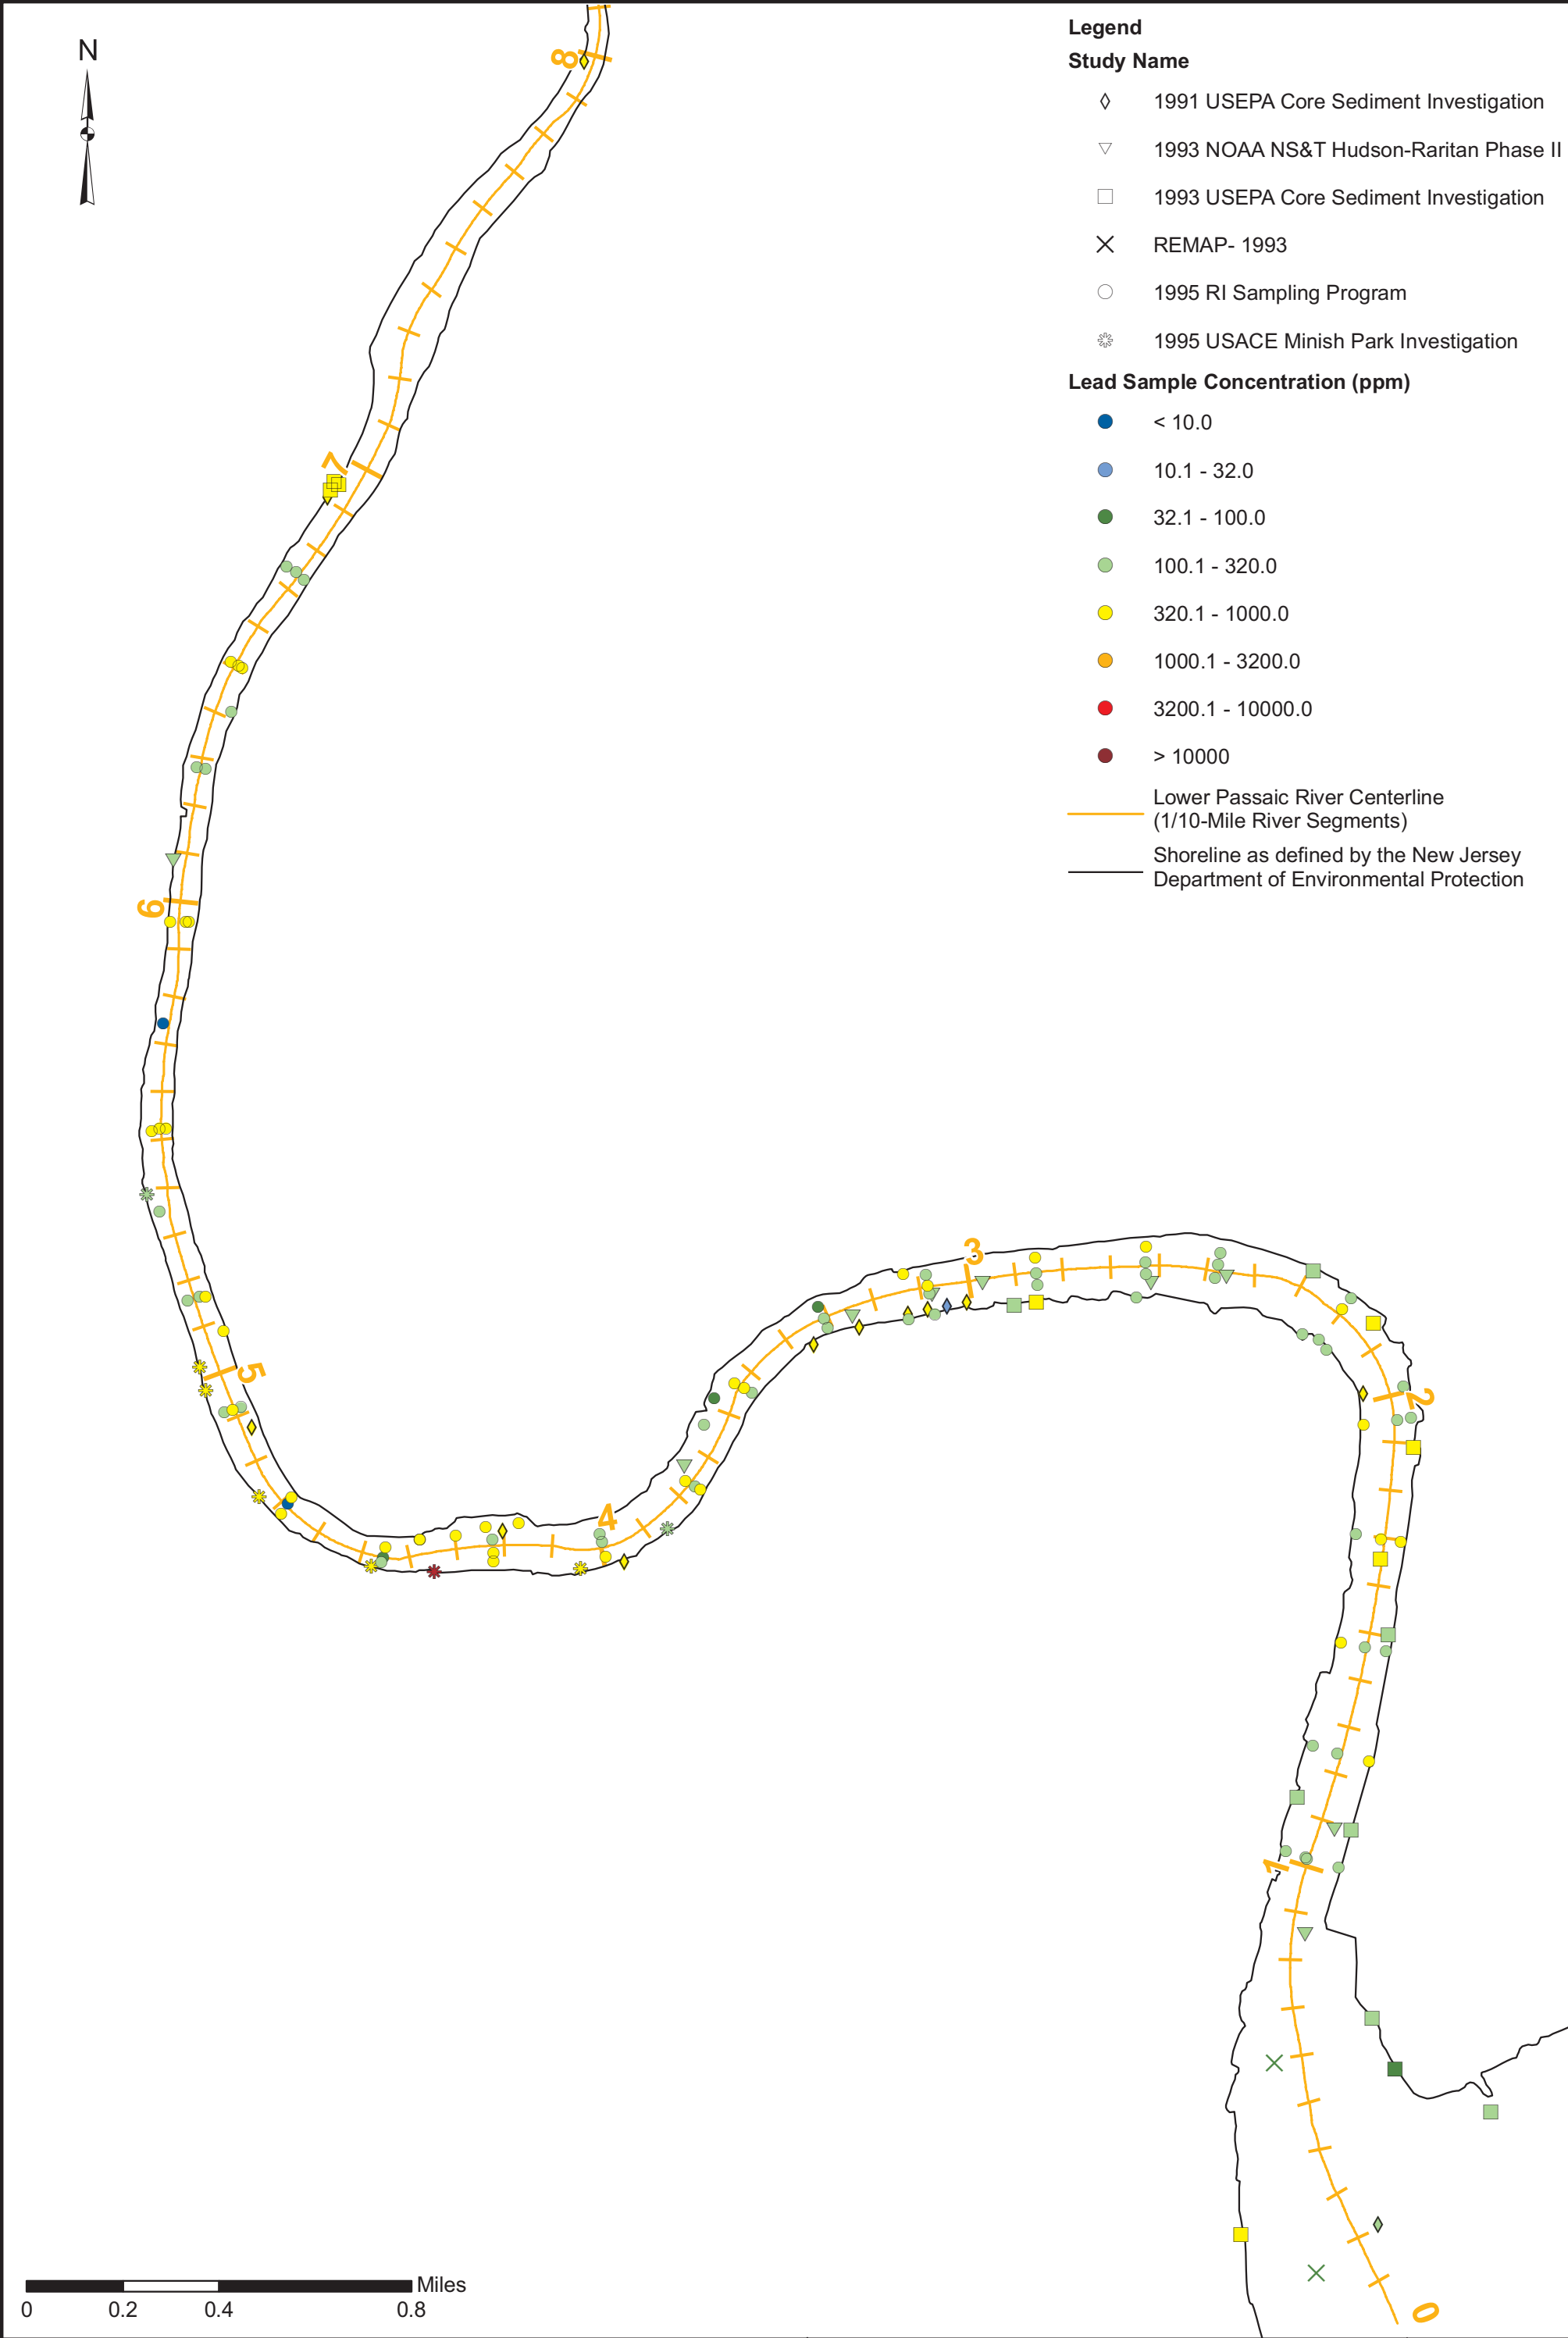 N
Legend
Study Name
1991 USEPA Core Sediment Investigation
1993 NOAA NS&T Hudson-Raritan Phase II
1993 USEPA Core Sediment Investigation
REMAP- 1993
1995 RI Sampling Program
1995 USACE Minish Park Investigation
Lead Sample Concentration (ppm)
< 10.0
10.1 - 32.0
32.1 - 100.0
100.1 - 320.0
320.1 - 1000.0
1000.1 - 3200.0
3200.1 - 10000.0
> 10000
Lower Passaic River Centerline
(1/10-Mile River Segments)
Shoreline as defined by the New Jersey
Department of Environmental Protection
8
7
6
5
4
3
2
1
0
Miles
0 0.2 0.4 0.8